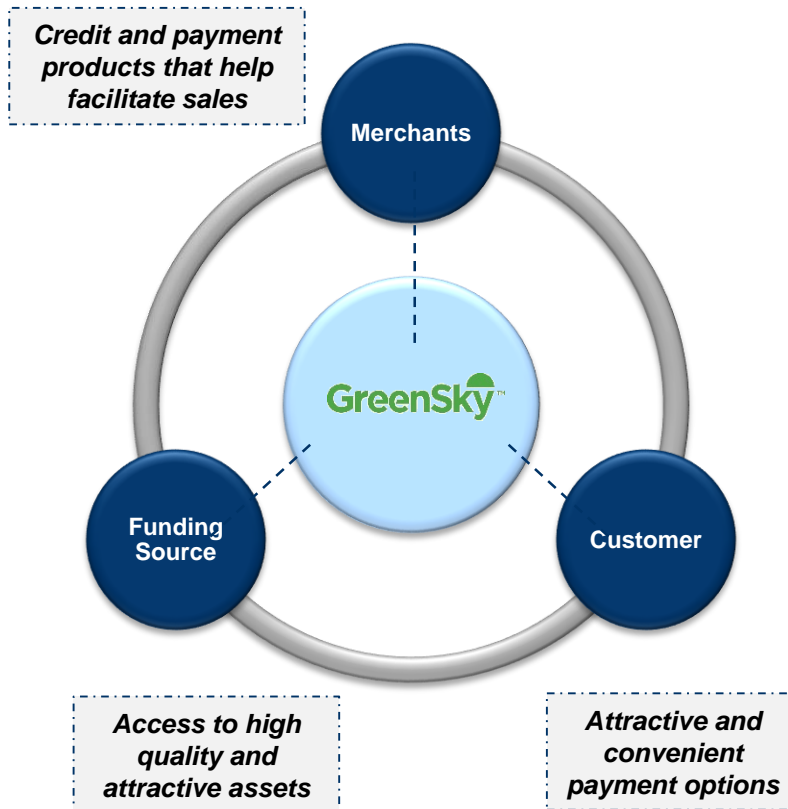 Credit and payment
products that help
facilitate sales
Merchants
GreenSky™
Funding
Source
Customer
Access to high
quality and
attractive assets
Attractive and
convenient
payment options